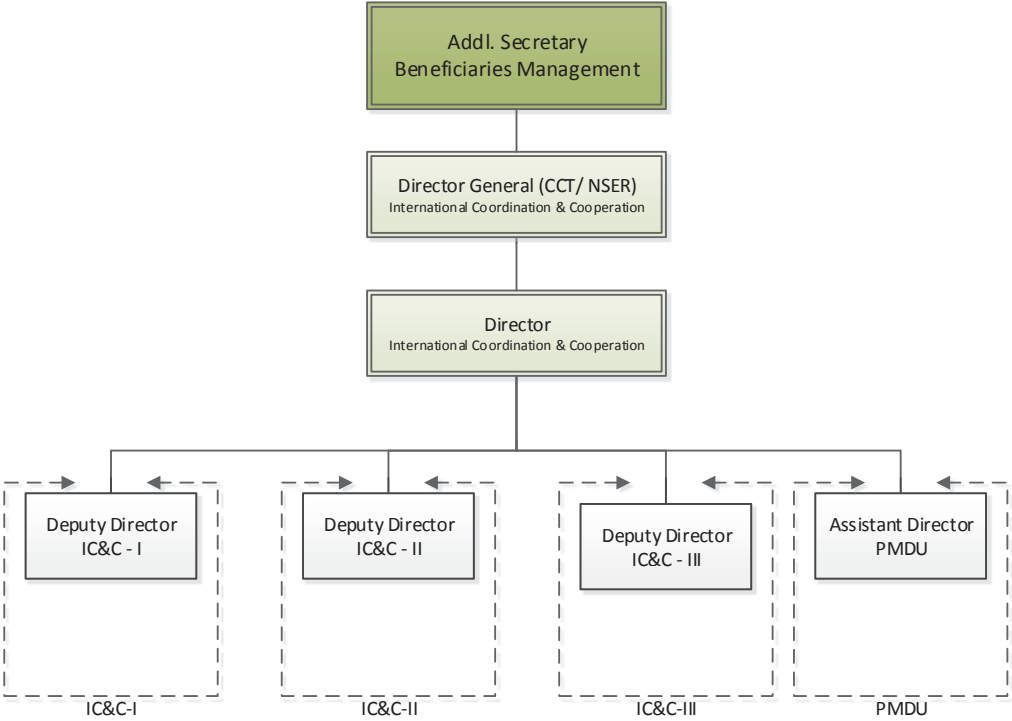 Addl. Secretary
Beneficiaries Management
Director General (CCT/ NSER)
International Coordination & Cooperation
Director
International Coordination & Cooperation
Deputy Director
IC&C - I
Deputy Director
IC&C - II
Deputy Director
IC&C - III
Assistant Director
PMDU
IC&C-I
IC&C-II
IC&C-III
PMDU